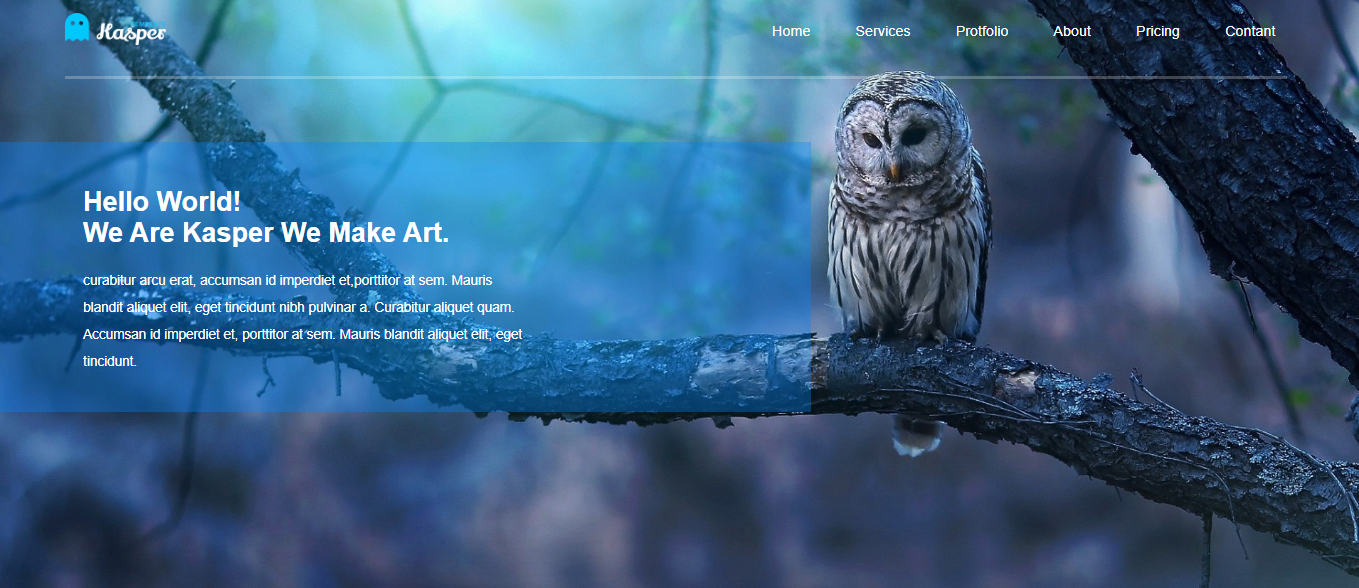 Kasper
Home Services Protfolio About Pricing Contant
Hello World!
We Are Kasper We Make Art.
curabitur arcu erat, accumsan id imperdiet et,porttitor at sem. Mauris
blandit aliquet elit, eget tincidunt nibh pulvinar a. Curabitur aliquet quam.
Accumsan id imperdiet et, porttitor at sem. Mauris blandit aliquet elit, eget
tincidunt.